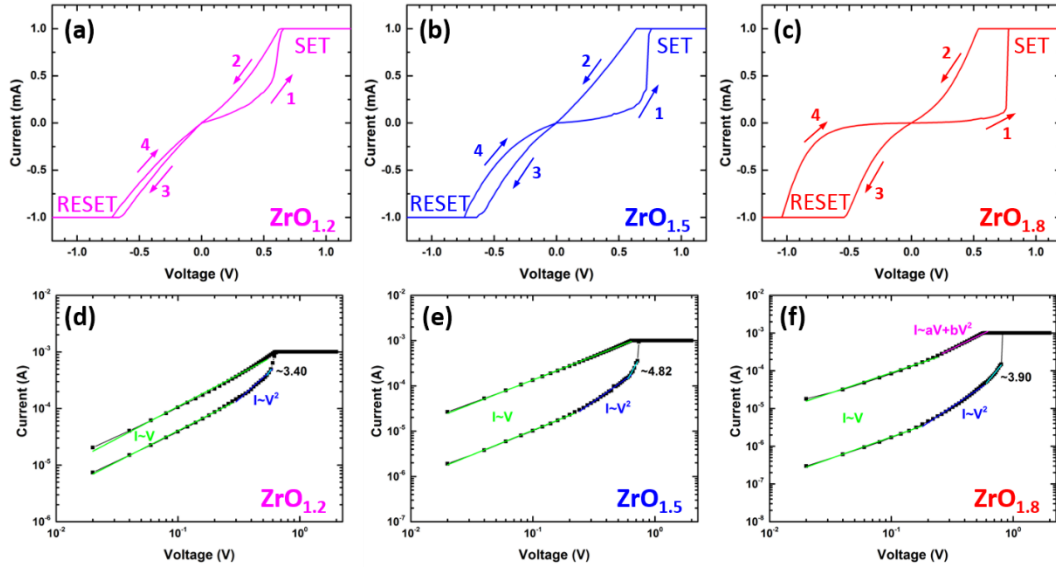 (a)
SET
2
1
4
3
RESET
ZrO1.2
1.0
0.5
0.0
-0.5
-1.0
Current (mA)
-1.0 -0.5 0.0 0.5 1.0
Voltage (V)
(b)
SET
2
1
4
3
RESET
ZrO1.5
1.0
0.5
0.0
-0.5
-1.0
Current (mA)
-1.0 -0.5 0.0 0.5 1.0
Voltage (V)
(c)
SET
2
4
1
3
RESET
ZrO1.8
1.0
0.5
0.0
-0.5
-1.0
Current (mA)
-1.0 -0.5 0.0 0.5 1.0
Voltage (V)
(d)
~3.40
I~V²
I~V
ZrO1.2
10⁻²
10⁻³
10⁻⁴
10⁻⁵
10⁻⁶
Current (A)
10⁻² 10⁻¹ 10⁰
Voltage (V)
(e)
~4.82
I~V
I~V²
ZrO1.5
10⁻²
10⁻³
10⁻⁴
10⁻⁵
10⁻⁶
10⁻⁷
Current (A)
10⁻² 10⁻¹ 10⁰
Voltage (V)
(f)
I~aV+bV²
~3.90
I~V
I~V²
ZrO1.8
10⁻²
10⁻³
10⁻⁴
10⁻⁵
10⁻⁶
10⁻⁷
Current (A)
10⁻² 10⁻¹ 10⁰
Voltage (V)